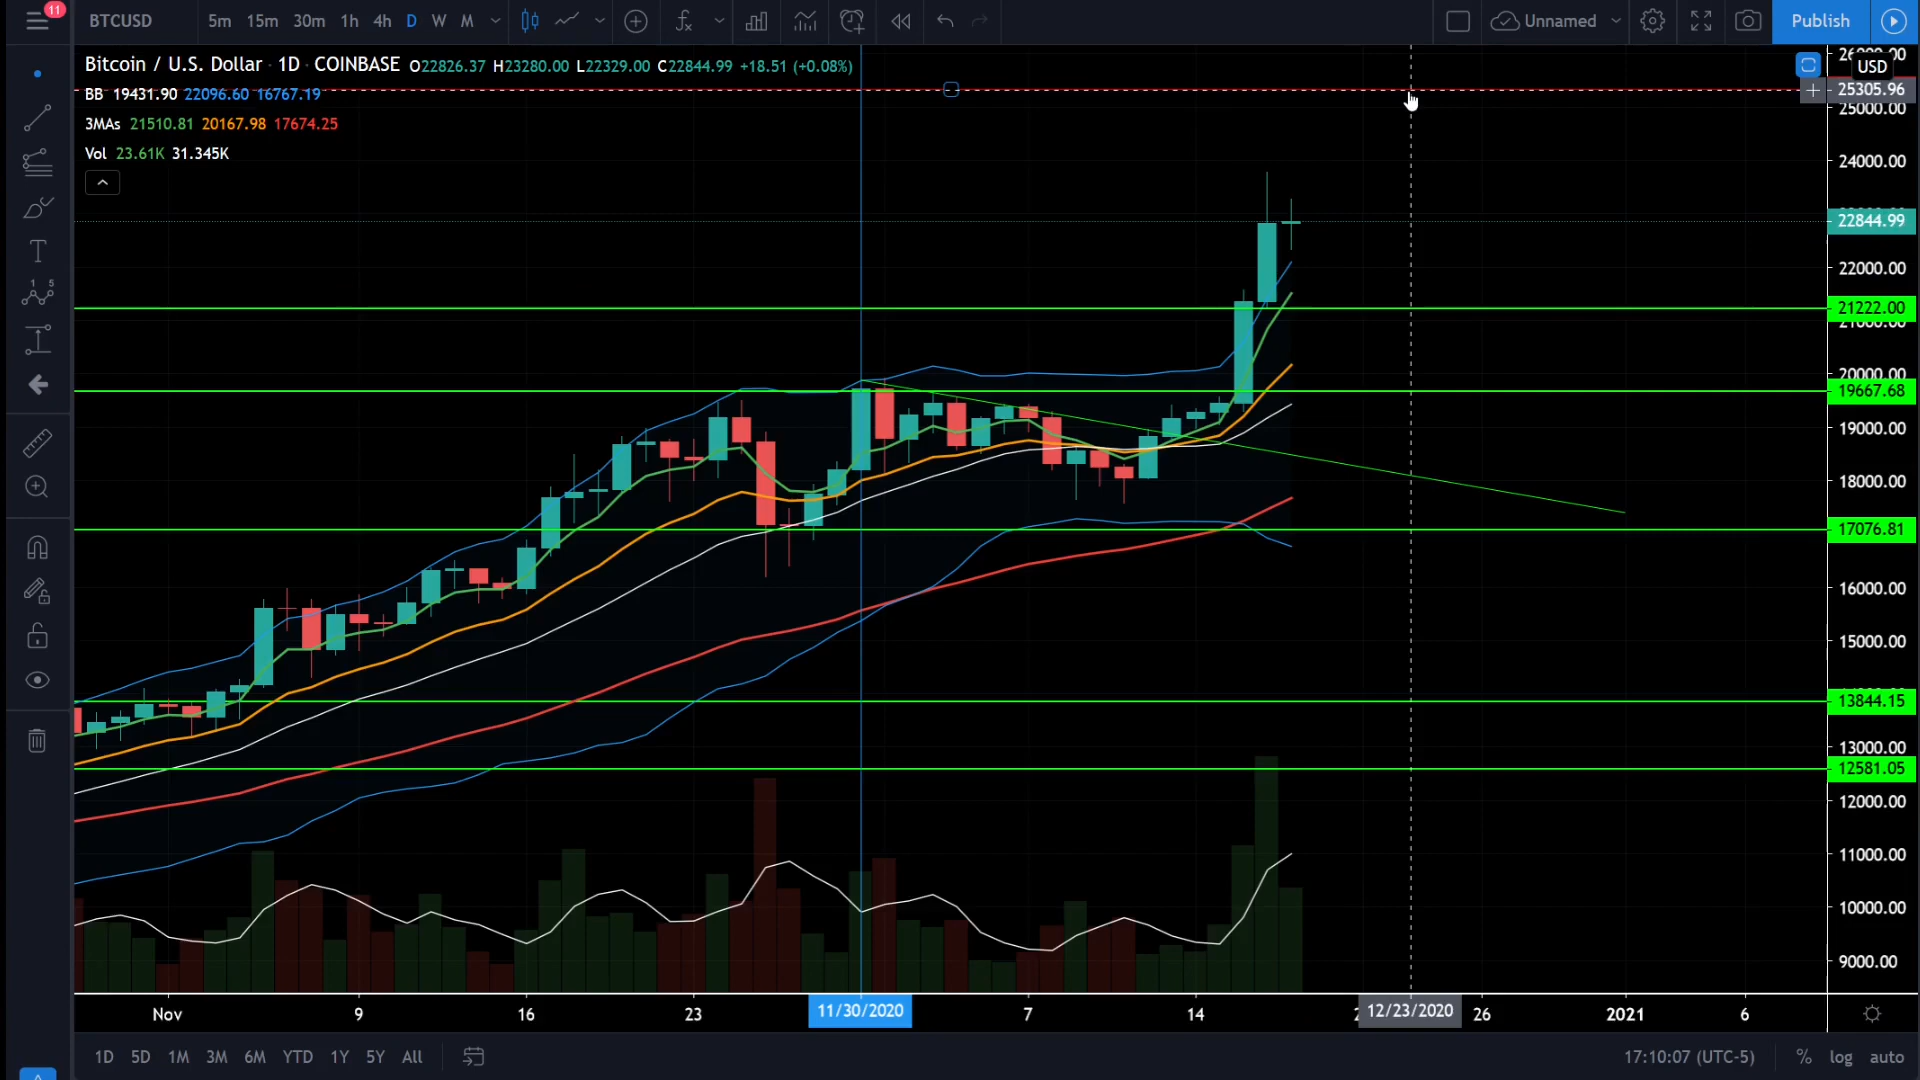 11
BTCUSD 5m 15m 30m 1h 4h D W M Unnamed Publish
Bitcoin / U.S. Dollar · 1D · COINBASE O22826.37 H23280.00 L22329.00 C22844.99 +18.51 (+0.08%)
USD
BB 19431.90 22096.60 16767.19
25305.96
25000.00
3MAs 21510.81 20167.98 17674.25
Vol 23.61K 31.345K
24000.00
22844.99
22000.00
21222.00
20000.00
19667.68
19000.00
18000.00
17076.81
16000.00
15000.00
13844.15
13000.00
12581.05
12000.00
11000.00
10000.00
9000.00
Nov 9 16 23 11/30/2020 7 14 12/23/2020 26 2021 6
1D 5D 1M 3M 6M YTD 1Y 5Y All 17:10:07 (UTC-5) % log auto